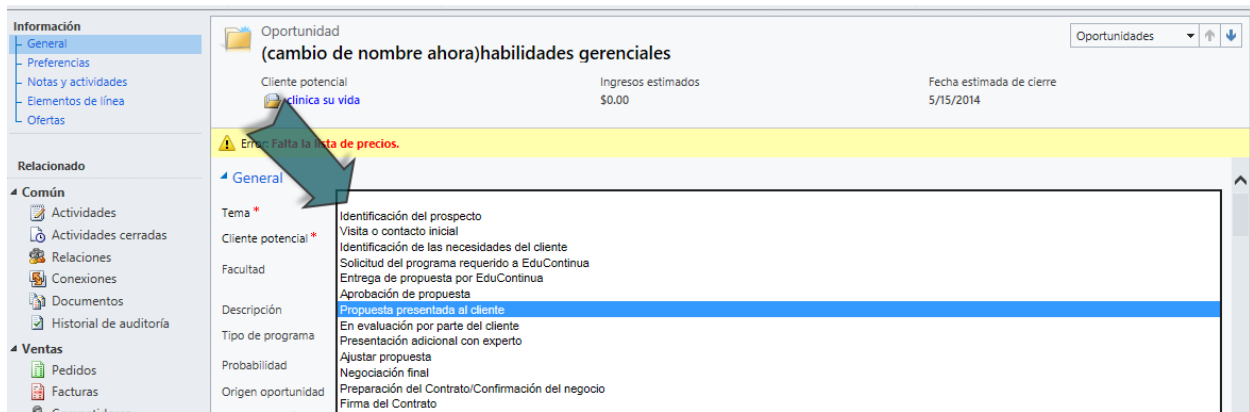 Información
General
Preferencias
Notas y actividades
Elementos de línea
Ofertas
Relacionado
Común
Actividades
Actividades cerradas
Relaciones
Conexiones
Documentos
Historial de auditoría
Ventas
Pedidos
Facturas
Oportunidad
(cambio de nombre ahora)habilidades gerenciales
Oportunidades
Cliente potencial
Ingresos estimados
Fecha estimada de cierre
clinica su vida
$0.00
5/15/2014
Error: Falta la lista de precios.
General
Tema *
Cliente potencial *
Facultad
Descripción
Tipo de programa
Probabilidad
Origen oportunidad
Identificación del prospecto
Visita o contacto inicial
Identificación de las necesidades del cliente
Solicitud del programa requerido a EduContinua
Entrega de propuesta por EduContinua
Aprobación de propuesta
Propuesta presentada al cliente
En evaluación por parte del cliente
Presentación adicional con experto
Ajustar propuesta
Negociación final
Preparación del Contrato/Confirmación del negocio
Firma del Contrato